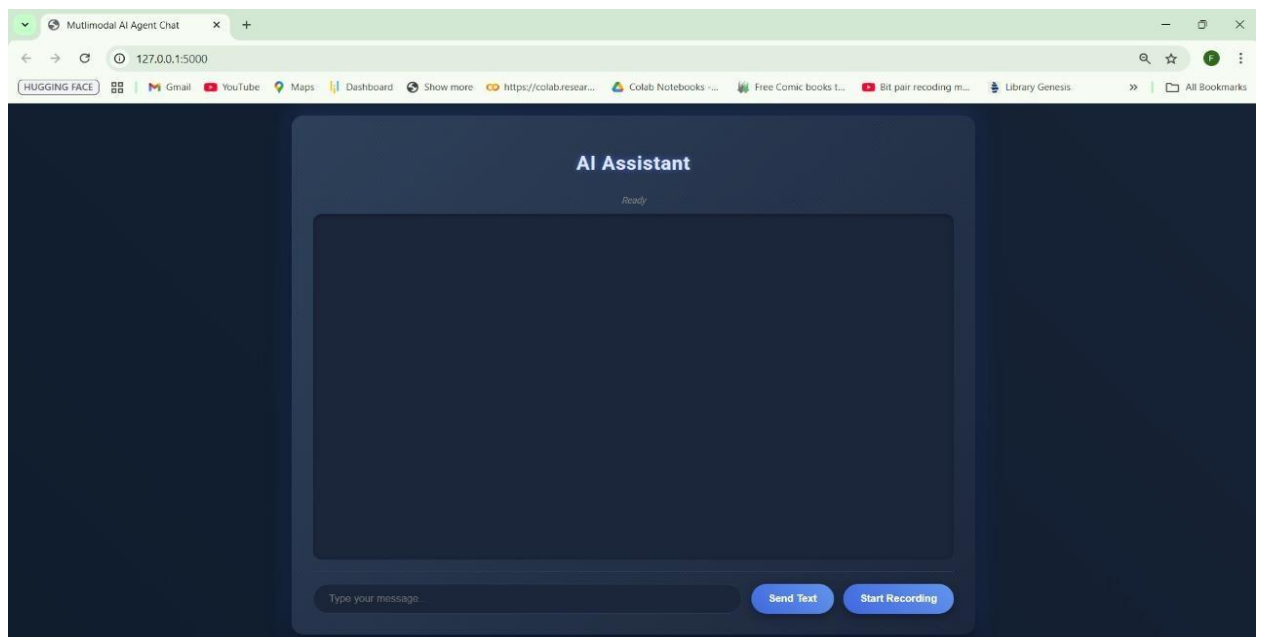 Mutlimodal AI Agent Chat
127.0.0.1:5000
F
HUGGING FACE Gmail YouTube Maps Dashboard Show more https://colab.resear... Colab Notebooks -... Free Comic books t... Bit pair recoding m... Library Genesis » All Bookmarks
AI Assistant
Ready
Type your message...
Send Text Start Recording